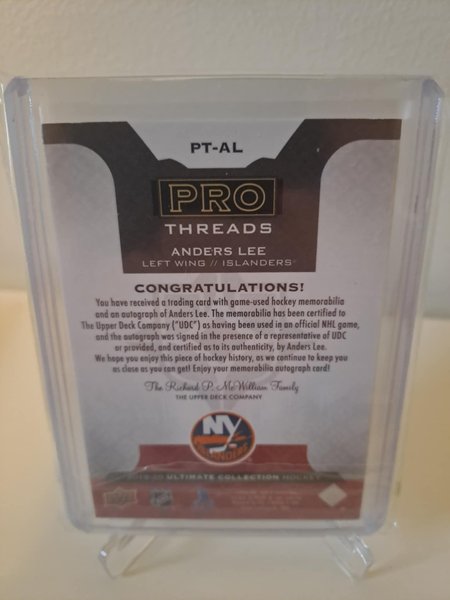 PT-AL
PRO
THREADS
ANDERS LEE
LEFT WING // ISLANDERS
CONGRATULATIONS!
You have received a trading card with game-used hockey memorabilia
and an autograph of Anders Lee. The memorabilia has been certified to
The Upper Deck Company ("UDC") as having been used in an official NHL game,
and the autograph was signed in the presence of a representative of UDC
or provided, and certified as to its authenticity, by Anders Lee.
We hope you enjoy this piece of hockey history, as we continue to keep you
as close as you can get! Enjoy your memorabilia autograph card!
The Richard P. McWilliam Family
THE UPPER DECK COMPANY
NY
ISLANDERS
ULTIMATE COLLECTION HOCKEY